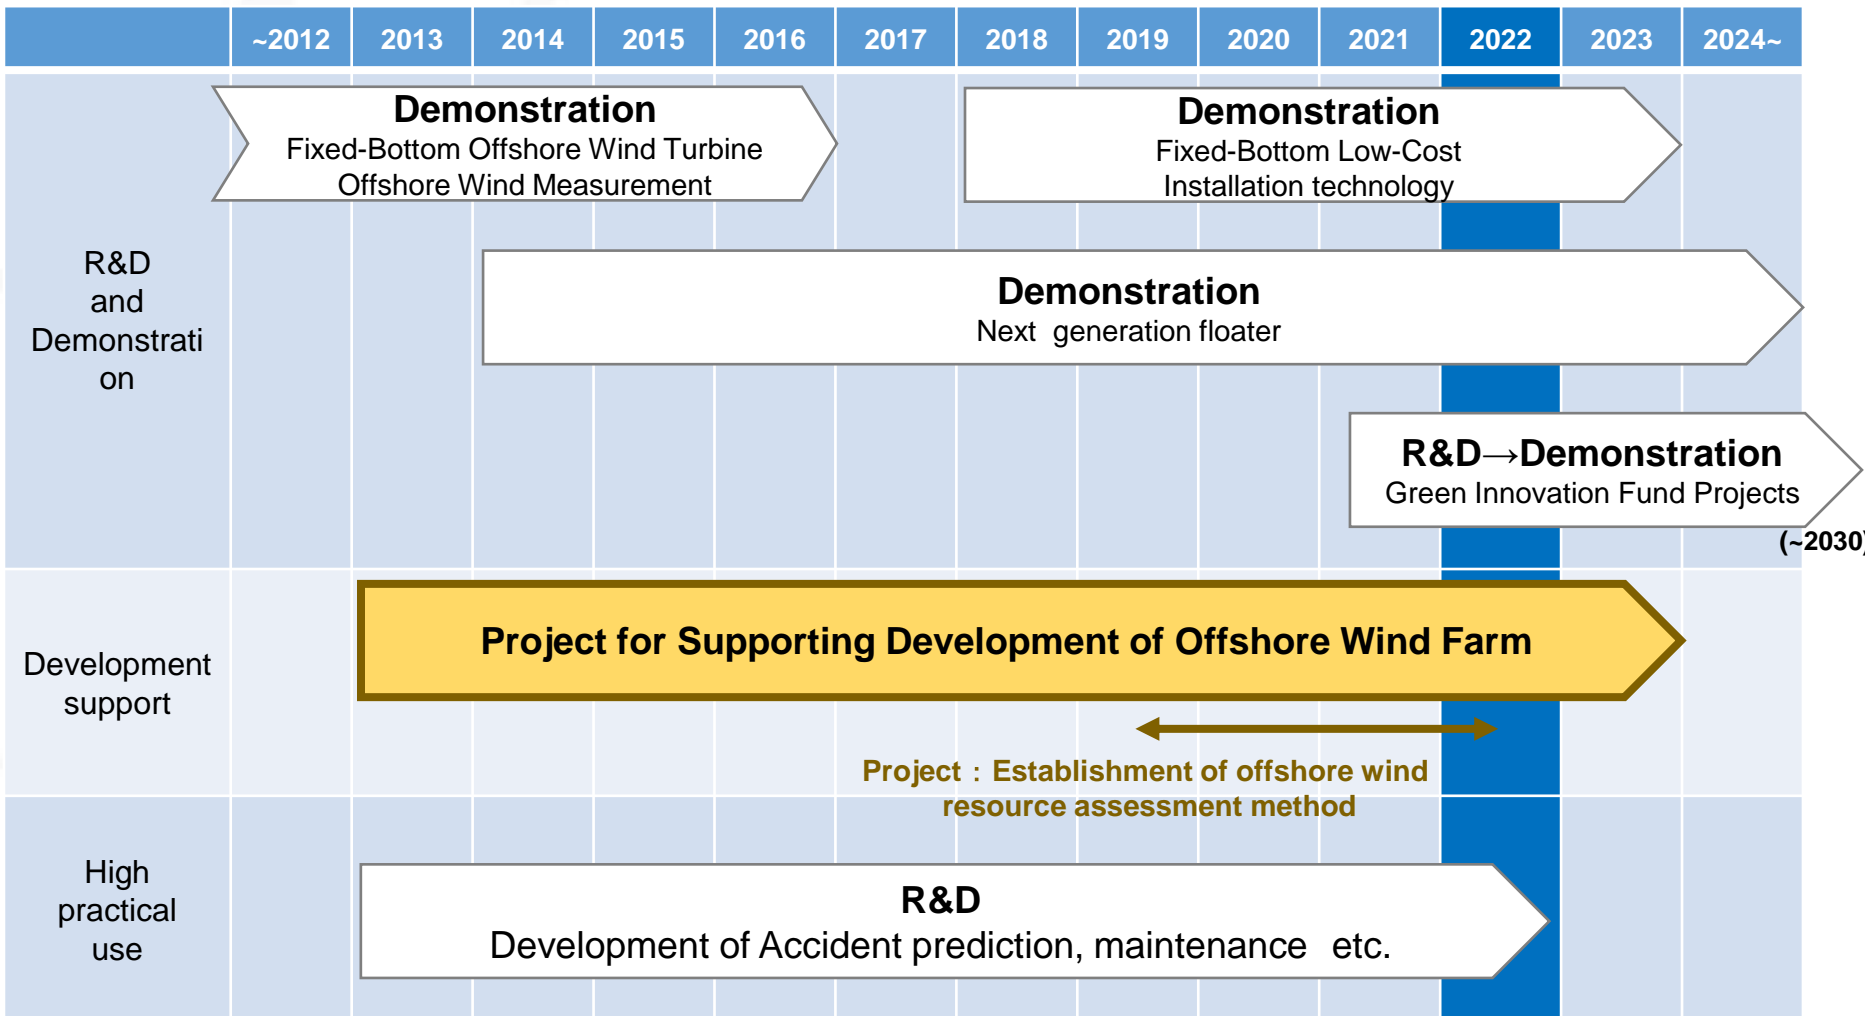 ~2012 2013 2014 2015 2016 2017 2018 2019 2020 2021 2022 2023 2024~
R&D
and
Demonstrati
on
Demonstration
Fixed-Bottom Offshore Wind Turbine
Offshore Wind Measurement
Demonstration
Fixed-Bottom Low-Cost
Installation technology
Demonstration
Next generation floater
R&D→Demonstration
Green Innovation Fund Projects
(~2030)
Development
support
Project for Supporting Development of Offshore Wind Farm
Project：Establishment of offshore wind
resource assessment method
High
practical
use
R&D
Development of Accident prediction, maintenance etc.